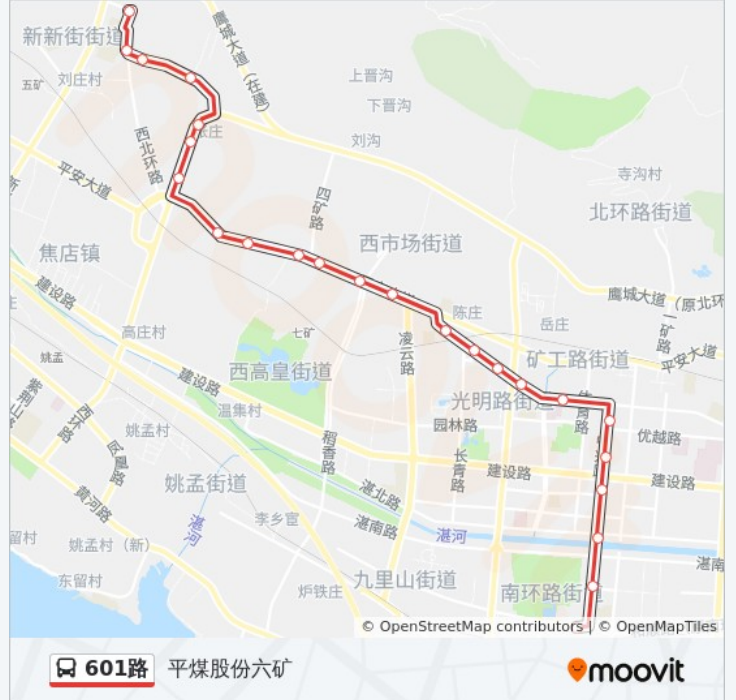 新新街街道
鹰城大道（在建）
刘庄村
五矿
上晋沟
下晋沟
张庄
刘沟
西北环路
平安大道
寺沟村
四矿路
北环路街道
西市场街道
焦店镇
建设路
鹰城大道（原北环
陈庄
岳庄
一矿路
高庄村
七矿
凌云路
矿工路街道
平安大道
姚孟
西高皇街道
建设路
紫荆山路
光明路街道
温集村
西环路
园林路
姚孟村
稻香路
优越路
凤凰路
长青路
建设路
建设路
姚孟街道
湛北路
黄河路
李乡宦
湛南路
湛河
湛河
留村
姚孟村（新）
湛南
东留村
九里山街道
炉铁庄
南环路街
© OpenStreetMap contributors | © OpenMapTiles
601路 平煤股份六矿
moovit